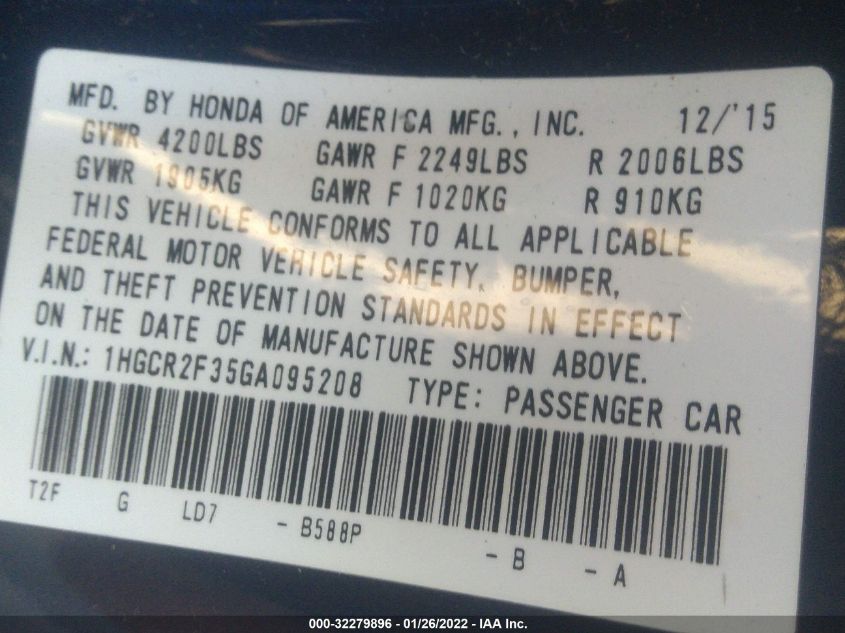 MFD. BY HONDA OF AMERICA MFG., INC. 12/'15
GVWR 4200LBS GAWR F 2249LBS R 2006LBS
GVWR 1905KG GAWR F 1020KG R 910KG
THIS VEHICLE CONFORMS TO ALL APPLICABLE
FEDERAL MOTOR VEHICLE SAFETY, BUMPER,
AND THEFT PREVENTION STANDARDS IN EFFECT
ON THE DATE OF MANUFACTURE SHOWN ABOVE.
V.I.N.: 1HGCR2F35GA095208 TYPE: PASSENGER CAR
T2F G LD7 - B588P - B - A
000-32279896 - 01/26/2022 - IAA Inc.